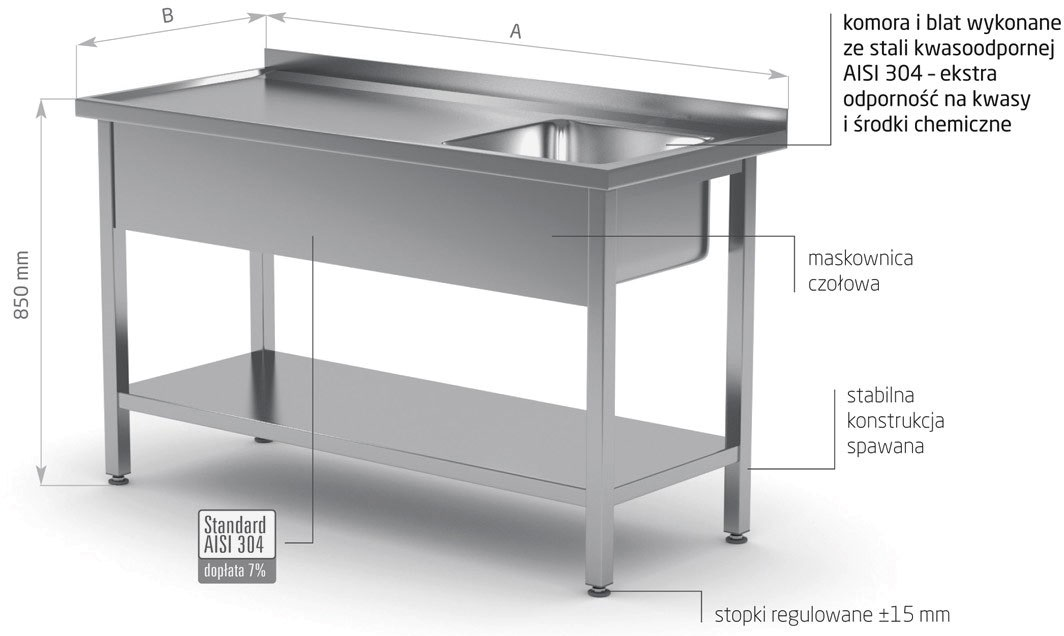 B
A
komora i blat wykonane
ze stali kwasoodpornej
AISI 304 – ekstra
odporność na kwasy
i środki chemiczne
850 mm
maskownica
czołowa
stabilna
konstrukcja
spawana
Standard
AISI 304
dopłata 7%
stopki regulowane ±15 mm